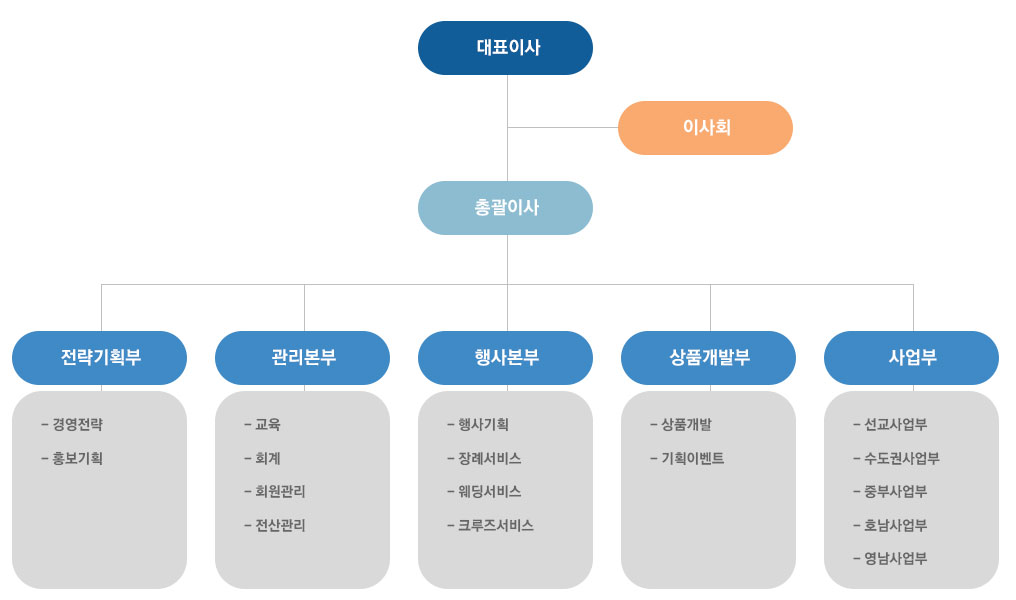 대표이사
이사회
총괄이사
전략기획부
관리본부
행사본부
상품개발부
사업부
– 경영전략
– 홍보기획
– 교육
– 회계
– 회원관리
– 전산관리
– 행사기획
– 장례서비스
– 웨딩서비스
– 크루즈서비스
– 상품개발
– 기획이벤트
– 선교사업부
– 수도권사업부
– 중부사업부
– 호남사업부
– 영남사업부